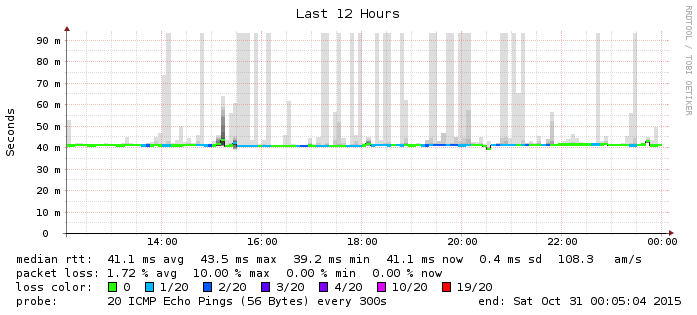 Last 12 Hours
RRDTOOL / TOBI OETIKER
Seconds
90 m
80 m
70 m
60 m
50 m
40 m
30 m
20 m
10 m
0
14:00 16:00 18:00 20:00 22:00 00:00
median rtt: 41.1 ms avg 43.5 ms max 39.2 ms min 41.1 ms now 0.4 ms sd 108.3 am/s
packet loss: 1.72 % avg 10.00 % max 0.00 % min 0.00 % now
loss color: 0 1/20 2/20 3/20 4/20 10/20 19/20
probe: 20 ICMP Echo Pings (56 Bytes) every 300s end: Sat Oct 31 00:05:04 2015